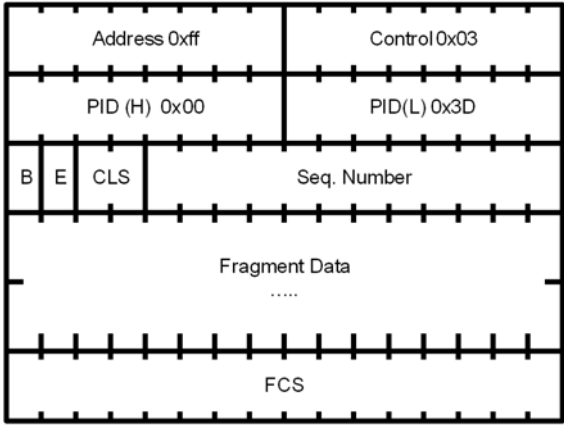 Address 0xff Control 0x03
PID (H) 0x00 PID(L) 0x3D
B E CLS Seq. Number
Fragment Data
.....
FCS